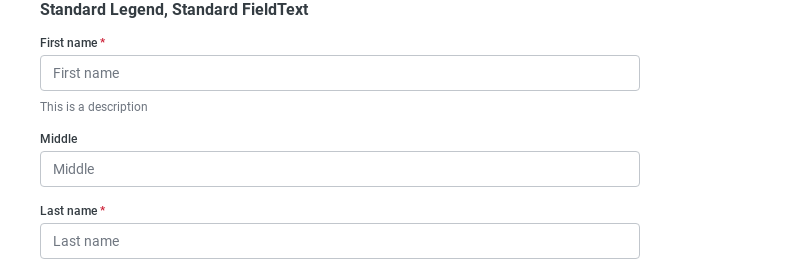 Standard Legend, Standard FieldText
First name *
First name
This is a description
Middle
Middle
Last name *
Last name